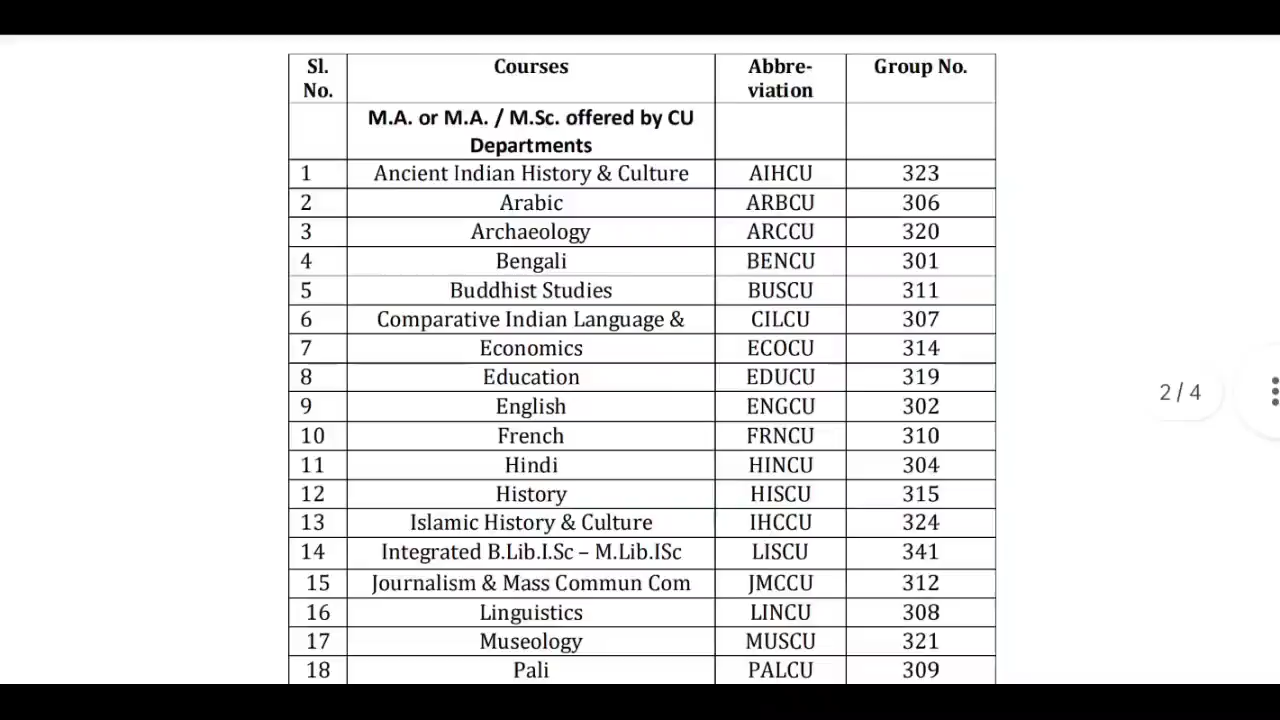 Sl. No. Courses Abbre-viation Group No.
M.A. or M.A. / M.Sc. offered by CU
Departments
1 Ancient Indian History & Culture AIHCU 323
2 Arabic ARBCU 306
3 Archaeology ARCCU 320
4 Bengali BENCU 301
5 Buddhist Studies BUSCU 311
6 Comparative Indian Language & CILCU 307
7 Economics ECOCU 314
8 Education EDUCU 319
9 English ENGCU 302
10 French FRNCU 310
11 Hindi HINCU 304
12 History HISCU 315
13 Islamic History & Culture IHCCU 324
14 Integrated B.Lib.I.Sc – M.Lib.ISc LISCU 341
15 Journalism & Mass Commun Com JMCCU 312
16 Linguistics LINCU 308
17 Museology MUSCU 321
18 Pali PALCU 309
2 / 4